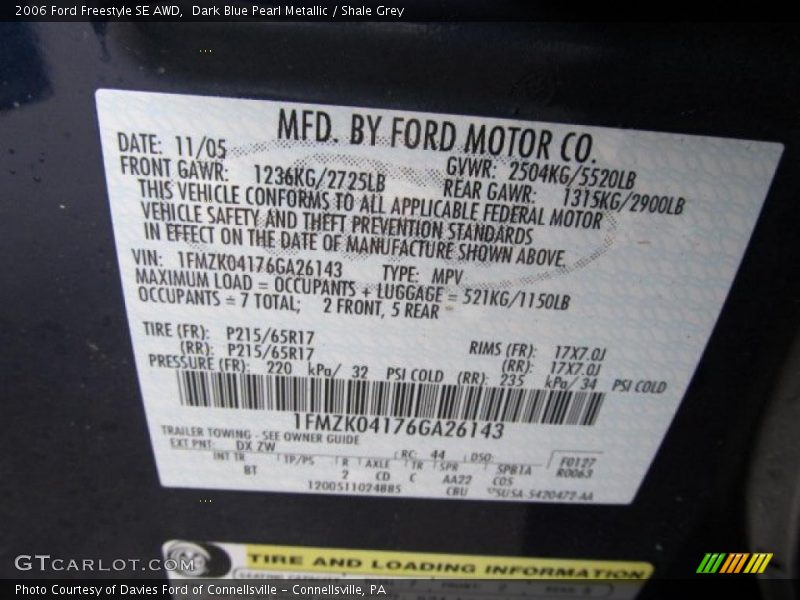 2006 Ford Freestyle SE AWD,  Dark Blue Pearl Metallic / Shale Grey
MFD. BY FORD MOTOR CO.
DATE: 11/05
GVWR: 2504KG/5520LB
FRONT GAWR: 1236KG/2725LB
REAR GAWR: 1315KG/2900LB
THIS VEHICLE CONFORMS TO ALL APPLICABLE FEDERAL MOTOR
VEHICLE SAFETY AND THEFT PREVENTION STANDARDS
IN EFFECT ON THE DATE OF MANUFACTURE SHOWN ABOVE.
VIN: 1FMZK04176GA26143 TYPE: MPV
MAXIMUM LOAD = OCCUPANTS + LUGGAGE = 521KG/1150LB
OCCUPANTS = 7 TOTAL; 2 FRONT, 5 REAR
TIRE (FR): P215/65R17 RIMS (FR): 17X7.0J
(RR): P215/65R17 (RR): 17X7.0J
PRESSURE (FR): 220 kPa/ 32 PSI COLD (RR): 235 kPa/ 34 PSI COLD
1FMZK04176GA26143
TRAILER TOWING - SEE OWNER GUIDE
EXT PNT: DX ZW RC: 44 DSO: F0127
R0063
INT TR TP/PS R AXLE TR SPR SPBTA
BT 2 CD C AA22 COS
1200511024885 CBU
TIRE AND LOADING INFORMATION
GTCARLOT.COM
Photo Courtesy of Davies Ford of Connellsville – Connellsville, PA